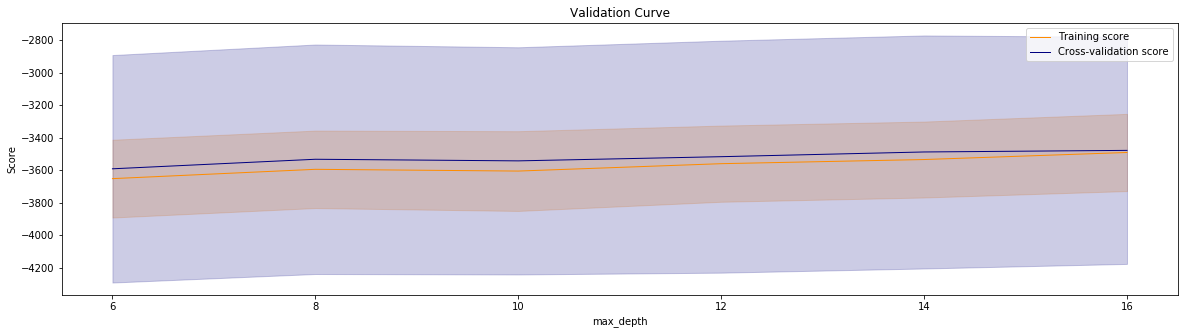 Validation Curve
Training score
Cross-validation score
Score
−2800
−3000
−3200
−3400
−3600
−3800
−4000
−4200
6 8 10 12 14 16
max_depth